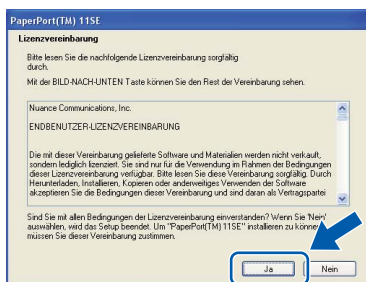 PaperPort(TM) 11SE
Lizenzvereinbarung
Bitte lesen Sie die nachfolgende Lizenzvereinbarung sorgfältig
durch.
Mit der BILD-NACH-UNTEN Taste können Sie den Rest der Vereinbarung sehen.
Nuance Communications, Inc.
ENDBENUTZER-LIZENZVEREINBARUNG
Die mit dieser Vereinbarung gelieferte Software und Materialien werden nicht verkauft,
sondern lediglich lizenziert. Sie sind nur für die Verwendung im Rahmen der Bedingungen
dieser Lizenzvereinbarung verfügbar. Bitte lesen Sie diese Vereinbarung sorgfältig. Durch
Herunterladen, Installieren, Kopieren oder anderweitiges Verwenden der Software
akzeptieren Sie die Bedingungen dieser Vereinbarung und sind daran als Vertragspartei
Sind Sie mit allen Bedingungen der Lizenzvereinbarung einverstanden? Wenn Sie 'Nein'
auswählen, wird das Setup beendet. Um "PaperPort(TM) 11SE" installieren zu
müssen Sie dieser Vereinbarung zustimmen.
Ja
Nein